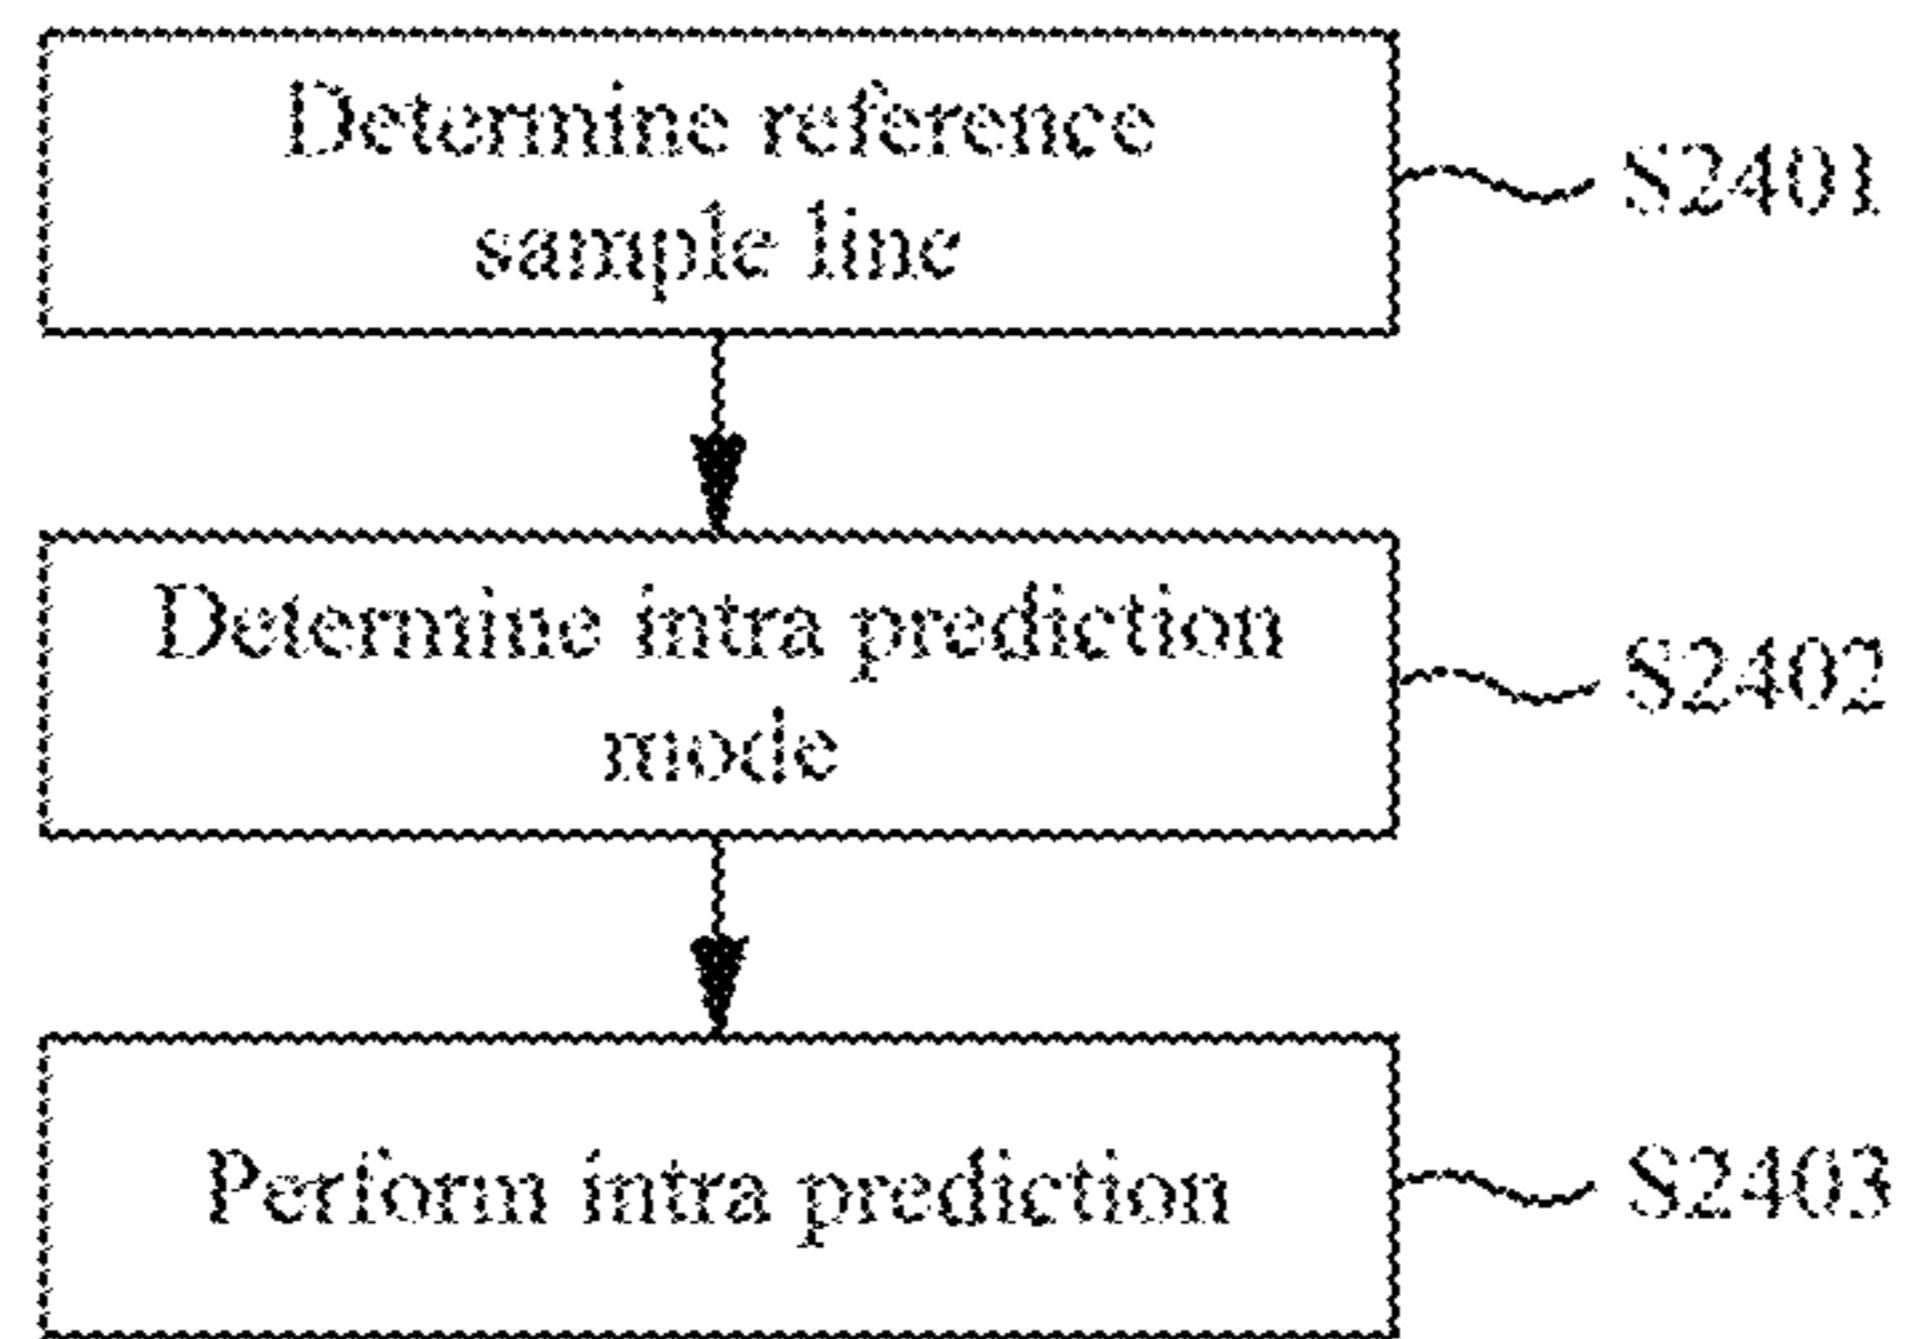 Determine reference
sample line
S2401
Determine intra prediction
mode
S2402
Perform intra prediction
S2403